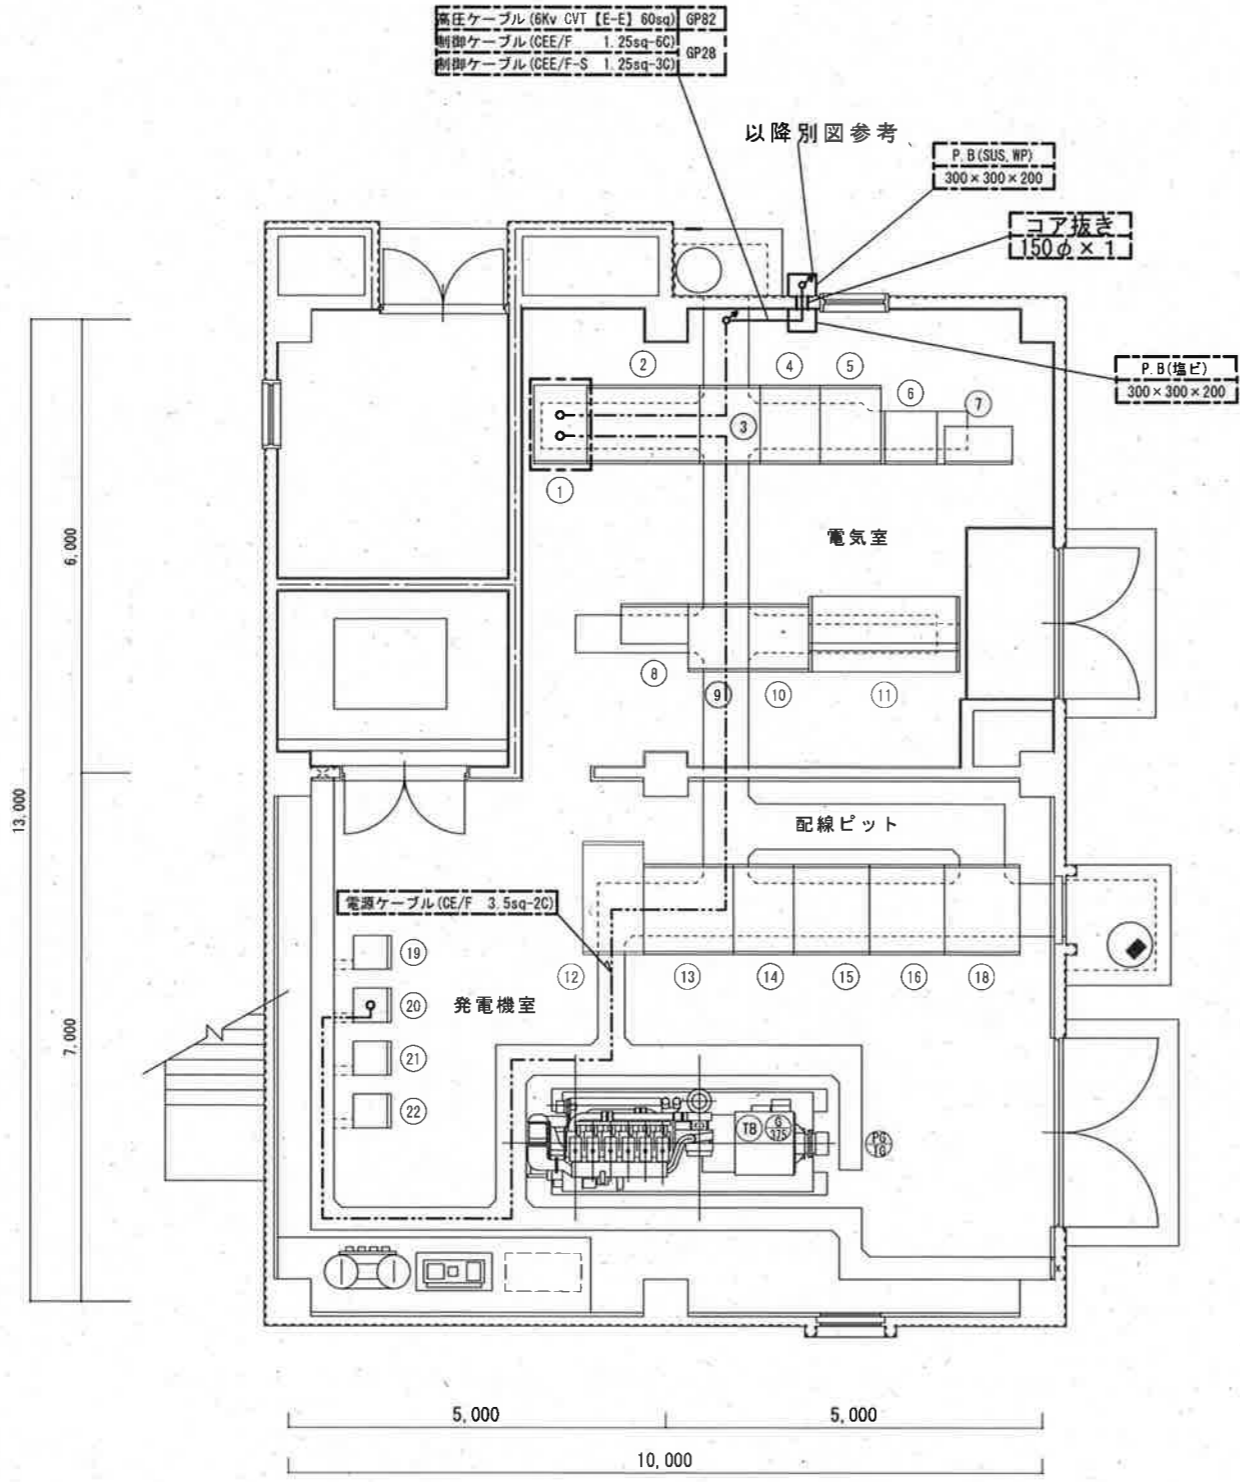 高圧ケーブル(6Kv CVT【E-E】60sq) GP82
制御ケーブル(CEE/F 1.25sq-6C) GP28
制御ケーブル(CEE/F-S 1.25sq-3C)
以降別図参考
P.B(SUS,WP)
300×300×200
コア抜き
150φ×1
P.B(塩ビ)
300×300×200
2
4
5
6
7
3
1
電気室
6,000
8
9
10
11
13,000
配線ピット
電源ケーブル(CE/F 3.5sq-2C)
19
12
13
14
15
16
18
20
発電機室
7,000
21
22
TB
G
375
PG
TG
5,000
5,000
10,000